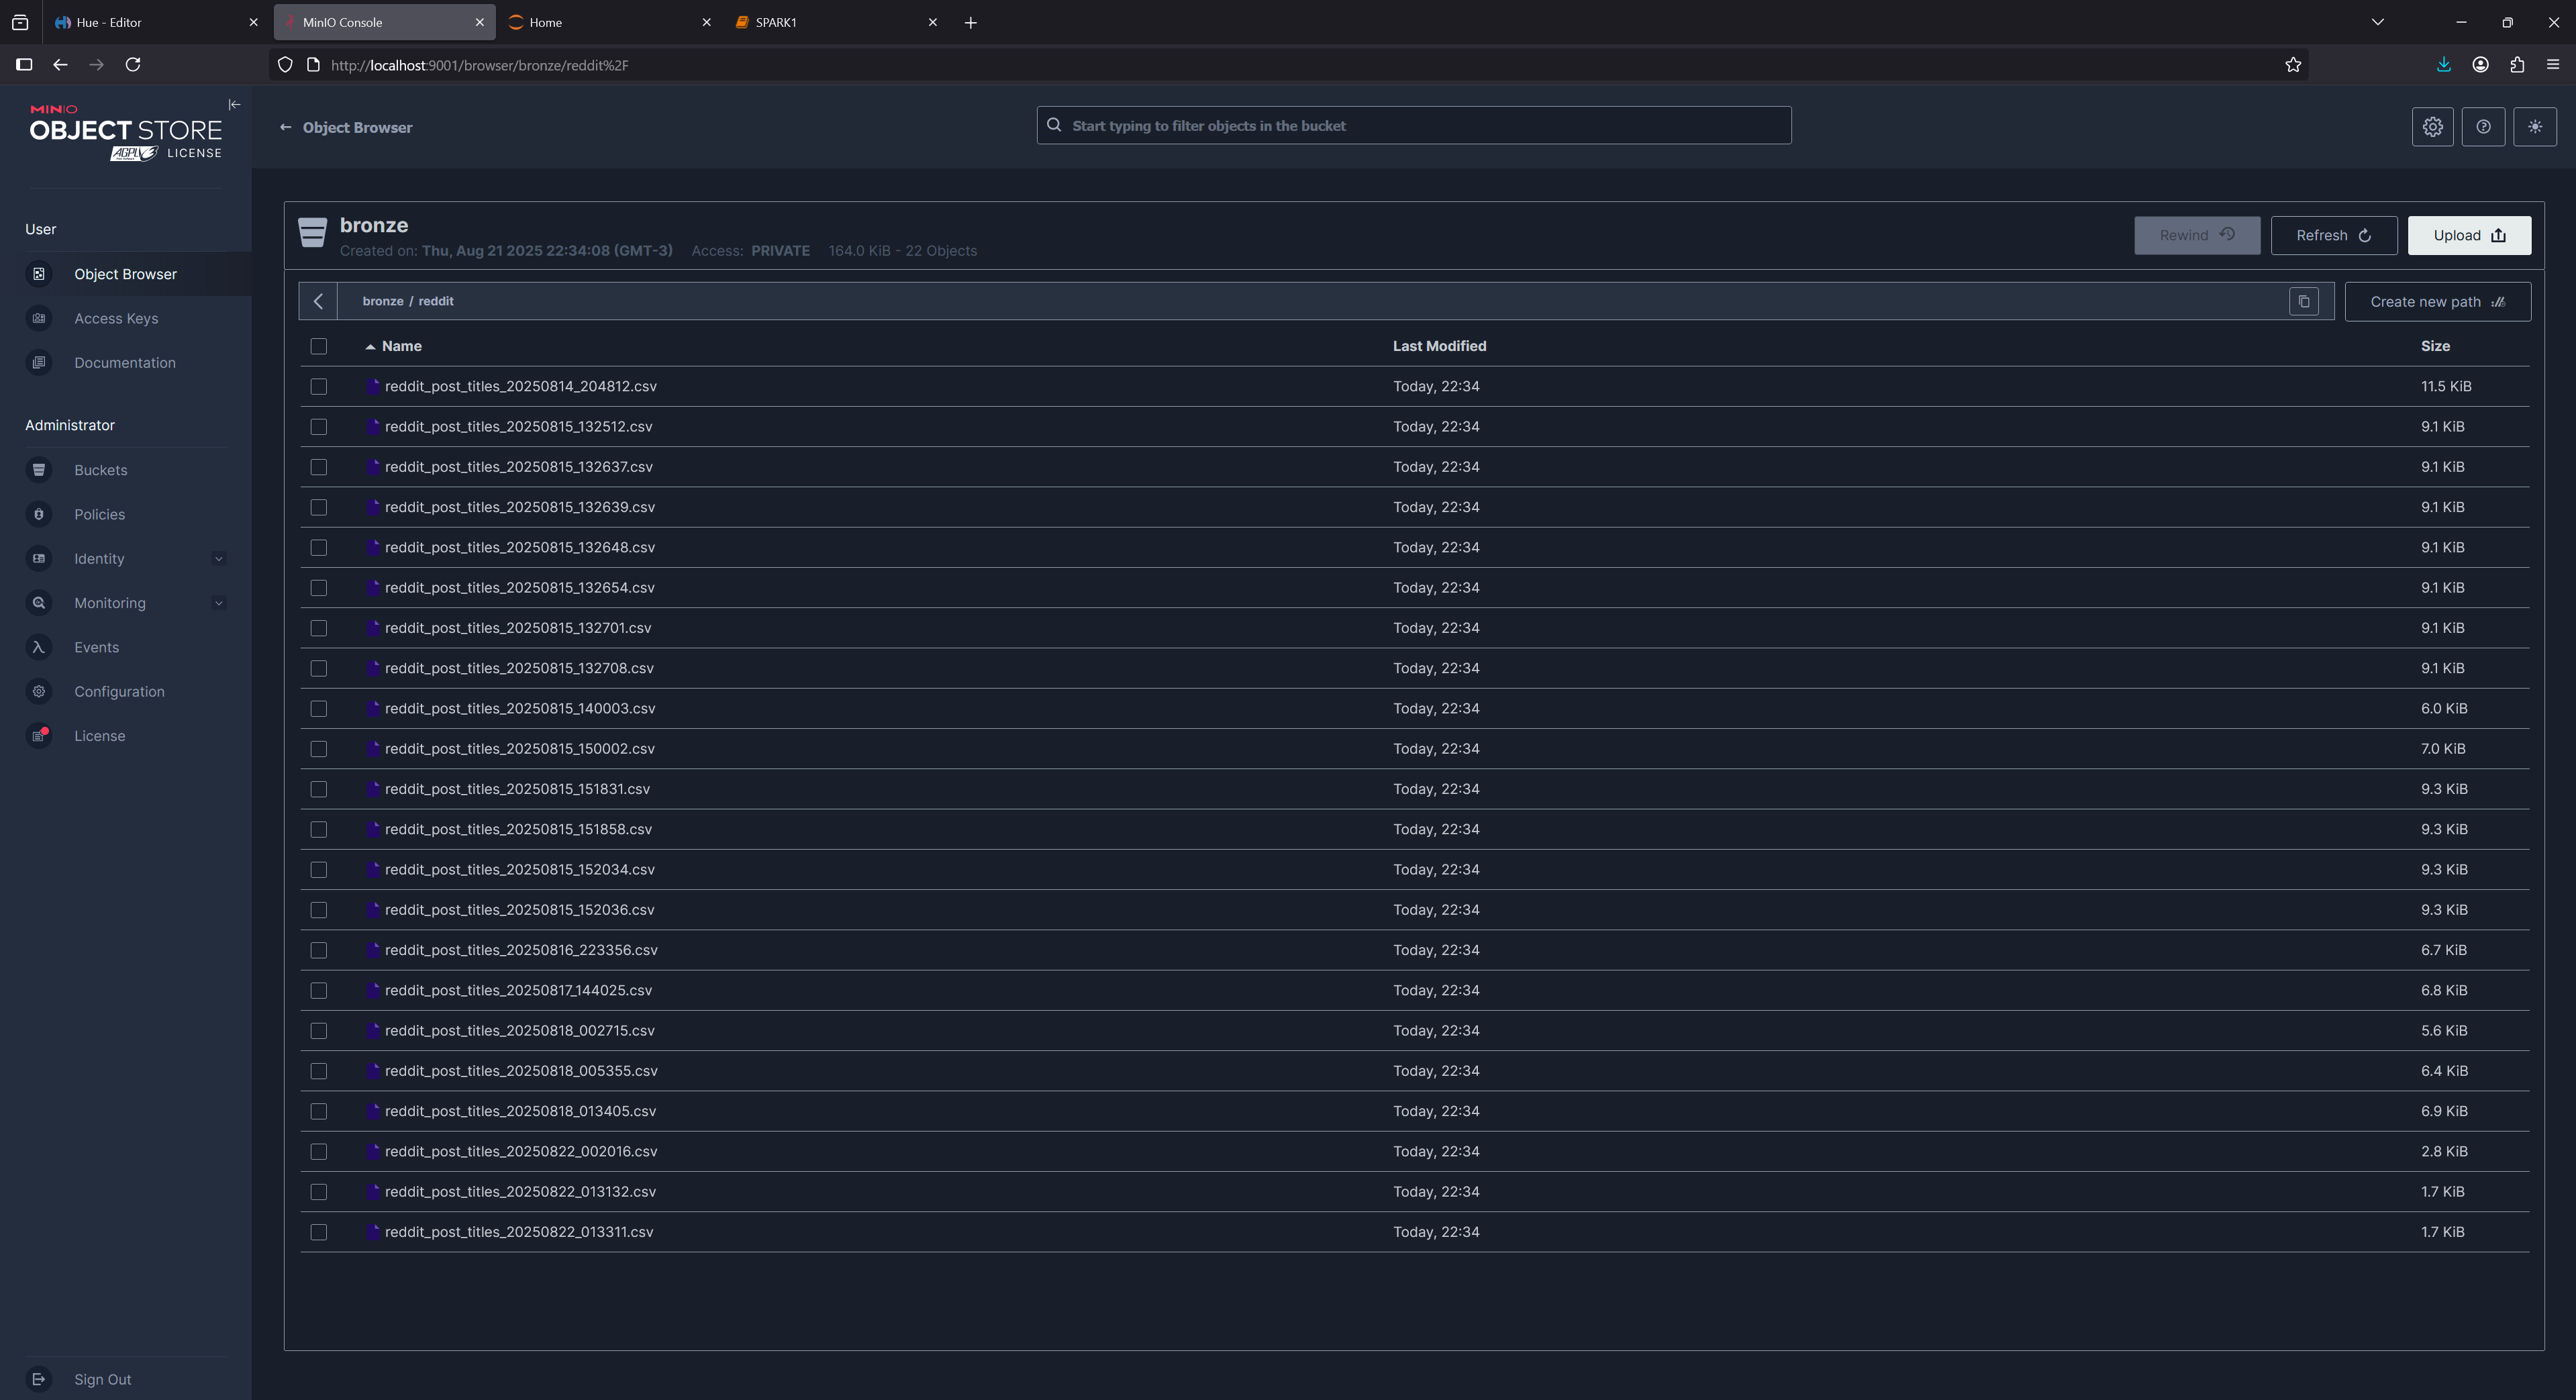 Hue - Editor
MinIO Console
Home
SPARK1
http://localhost:9001/browser/bronze/reddit%2F
MINIO
OBJECT STORE
AGPLv3 LICENSE
Object Browser
Start typing to filter objects in the bucket
User
Object Browser
Access Keys
Documentation
Administrator
Buckets
Policies
Identity
Monitoring
Events
Configuration
License
Sign Out
bronze
Created on: Thu, Aug 21 2025 22:34:08 (GMT-3) Access: PRIVATE 164.0 KiB - 22 Objects
Rewind
Refresh
Upload
bronze / reddit
Create new path
Name Last Modified Size
reddit_post_titles_20250814_204812.csv Today, 22:34 11.5 KiB
reddit_post_titles_20250815_132512.csv Today, 22:34 9.1 KiB
reddit_post_titles_20250815_132637.csv Today, 22:34 9.1 KiB
reddit_post_titles_20250815_132639.csv Today, 22:34 9.1 KiB
reddit_post_titles_20250815_132648.csv Today, 22:34 9.1 KiB
reddit_post_titles_20250815_132654.csv Today, 22:34 9.1 KiB
reddit_post_titles_20250815_132701.csv Today, 22:34 9.1 KiB
reddit_post_titles_20250815_132708.csv Today, 22:34 9.1 KiB
reddit_post_titles_20250815_140003.csv Today, 22:34 6.0 KiB
reddit_post_titles_20250815_150002.csv Today, 22:34 7.0 KiB
reddit_post_titles_20250815_151831.csv Today, 22:34 9.3 KiB
reddit_post_titles_20250815_151858.csv Today, 22:34 9.3 KiB
reddit_post_titles_20250815_152034.csv Today, 22:34 9.3 KiB
reddit_post_titles_20250815_152036.csv Today, 22:34 9.3 KiB
reddit_post_titles_20250816_223356.csv Today, 22:34 6.7 KiB
reddit_post_titles_20250817_144025.csv Today, 22:34 6.8 KiB
reddit_post_titles_20250818_002715.csv Today, 22:34 5.6 KiB
reddit_post_titles_20250818_005355.csv Today, 22:34 6.4 KiB
reddit_post_titles_20250818_013405.csv Today, 22:34 6.9 KiB
reddit_post_titles_20250822_002016.csv Today, 22:34 2.8 KiB
reddit_post_titles_20250822_013132.csv Today, 22:34 1.7 KiB
reddit_post_titles_20250822_013311.csv Today, 22:34 1.7 KiB